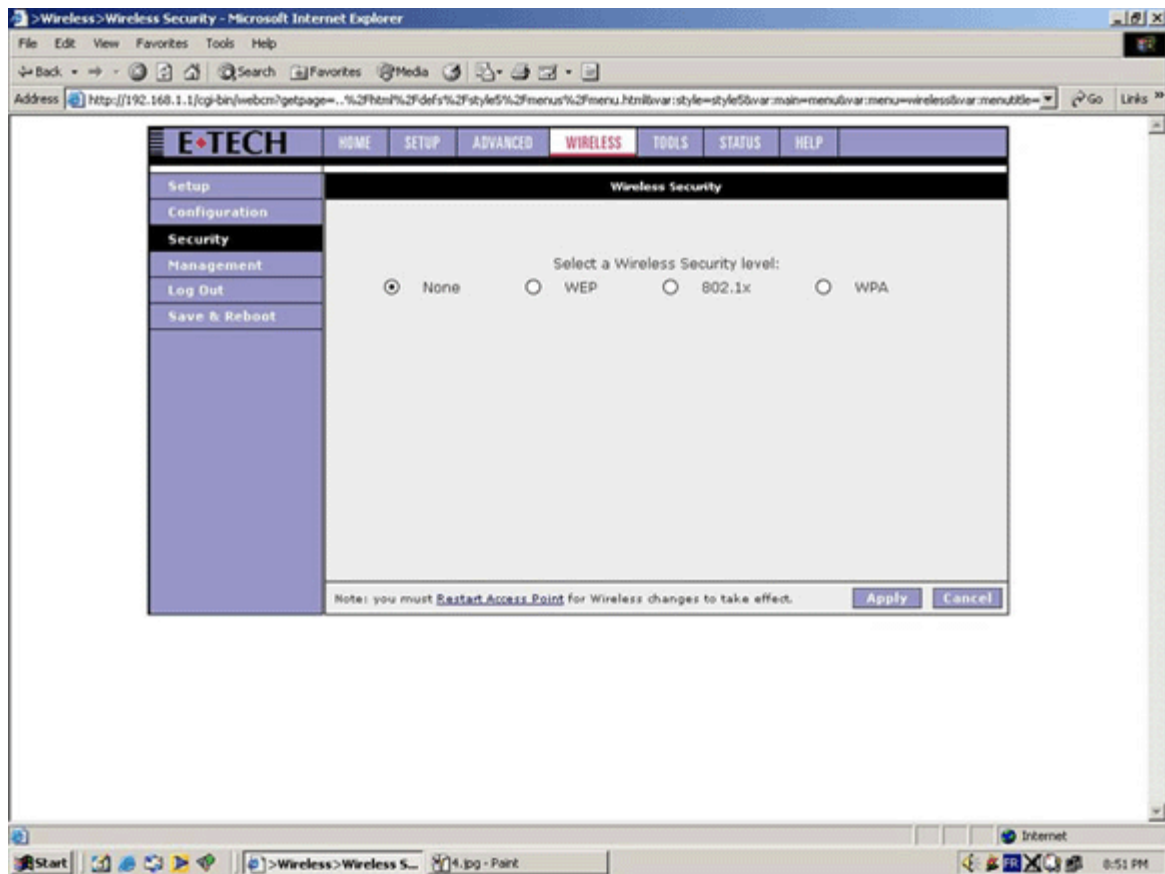 >Wireless>Wireless Security - Microsoft Internet Explorer
File Edit View Favorites Tools Help
Back Search Favorites Media
Address http://192.168.1.1/cgi-bin/webcm?getpage=..%2Fhtml%2Fdefs%2Fstyle5%2Fmenus%2Fmenu.html&var:style=style5&var:main=menu&var:menu=wireless&var:menutitle= Go Links »
E♦TECH HOME SETUP ADVANCED WIRELESS TOOLS STATUS HELP
Setup
Configuration
Security
Management
Log Out
Save & Reboot
Wireless Security
Select a Wireless Security level:
None WEP 802.1x WPA
Note: you must Restart Access Point for Wireless changes to take effect. Apply Cancel
Internet
Start >Wireless>Wireless S... 4.jpg - Paint FR 8:51 PM